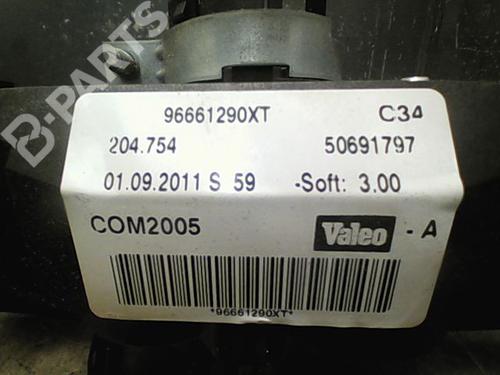 B-PARTS
96661290XT C34
204.754 50691797
01.09.2011 S 59 -Soft: 3.00
COM2005 Valeo - A
*96661290XT*